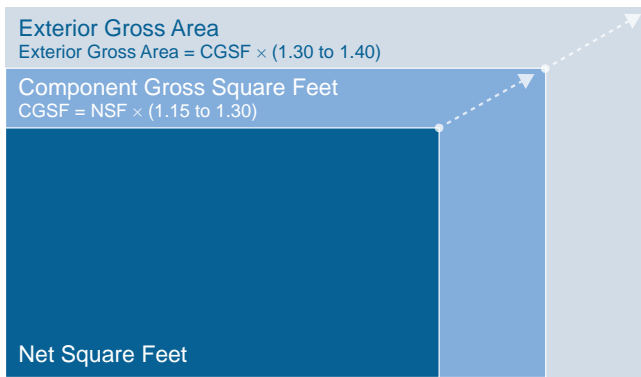 Exterior Gross Area
Exterior Gross Area = CGSF × (1.30 to 1.40)
Component Gross Square Feet
CGSF = NSF × (1.15 to 1.30)
Net Square Feet